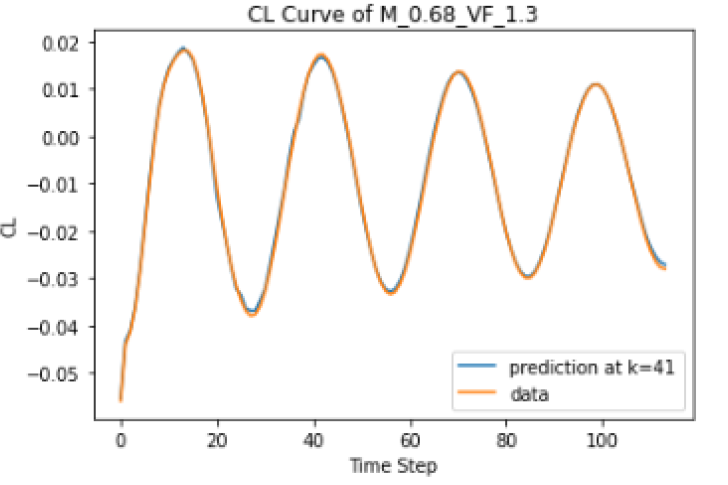 CL Curve of M_0.68_VF_1.3
0.02
0.01
0.00
−0.01
−0.02
−0.03
−0.04
−0.05
CL
prediction at k=41
data
0 20 40 60 80 100
Time Step